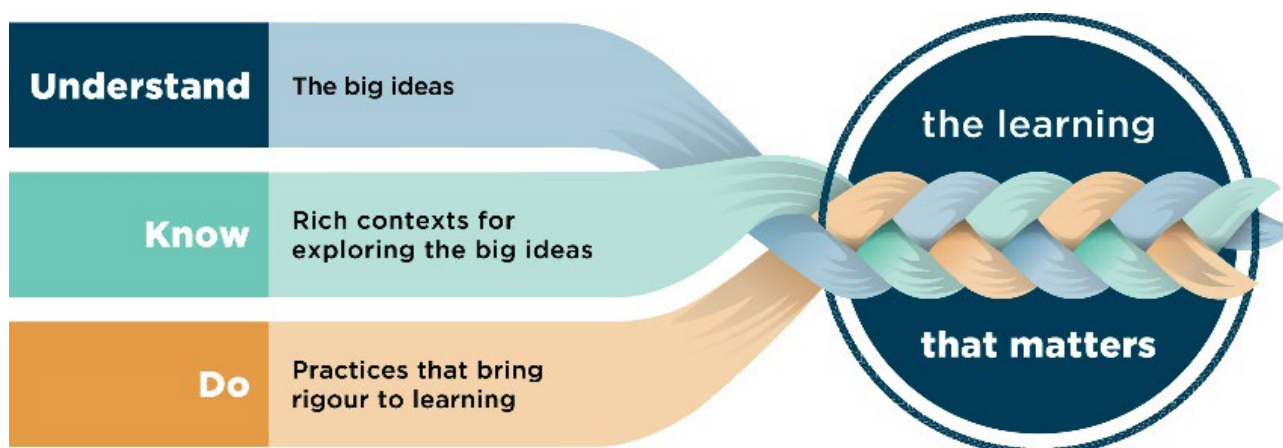 Understand
The big ideas
Know
Rich contexts for
exploring the big ideas
Do
Practices that bring
rigour to learning
the learning
that matters